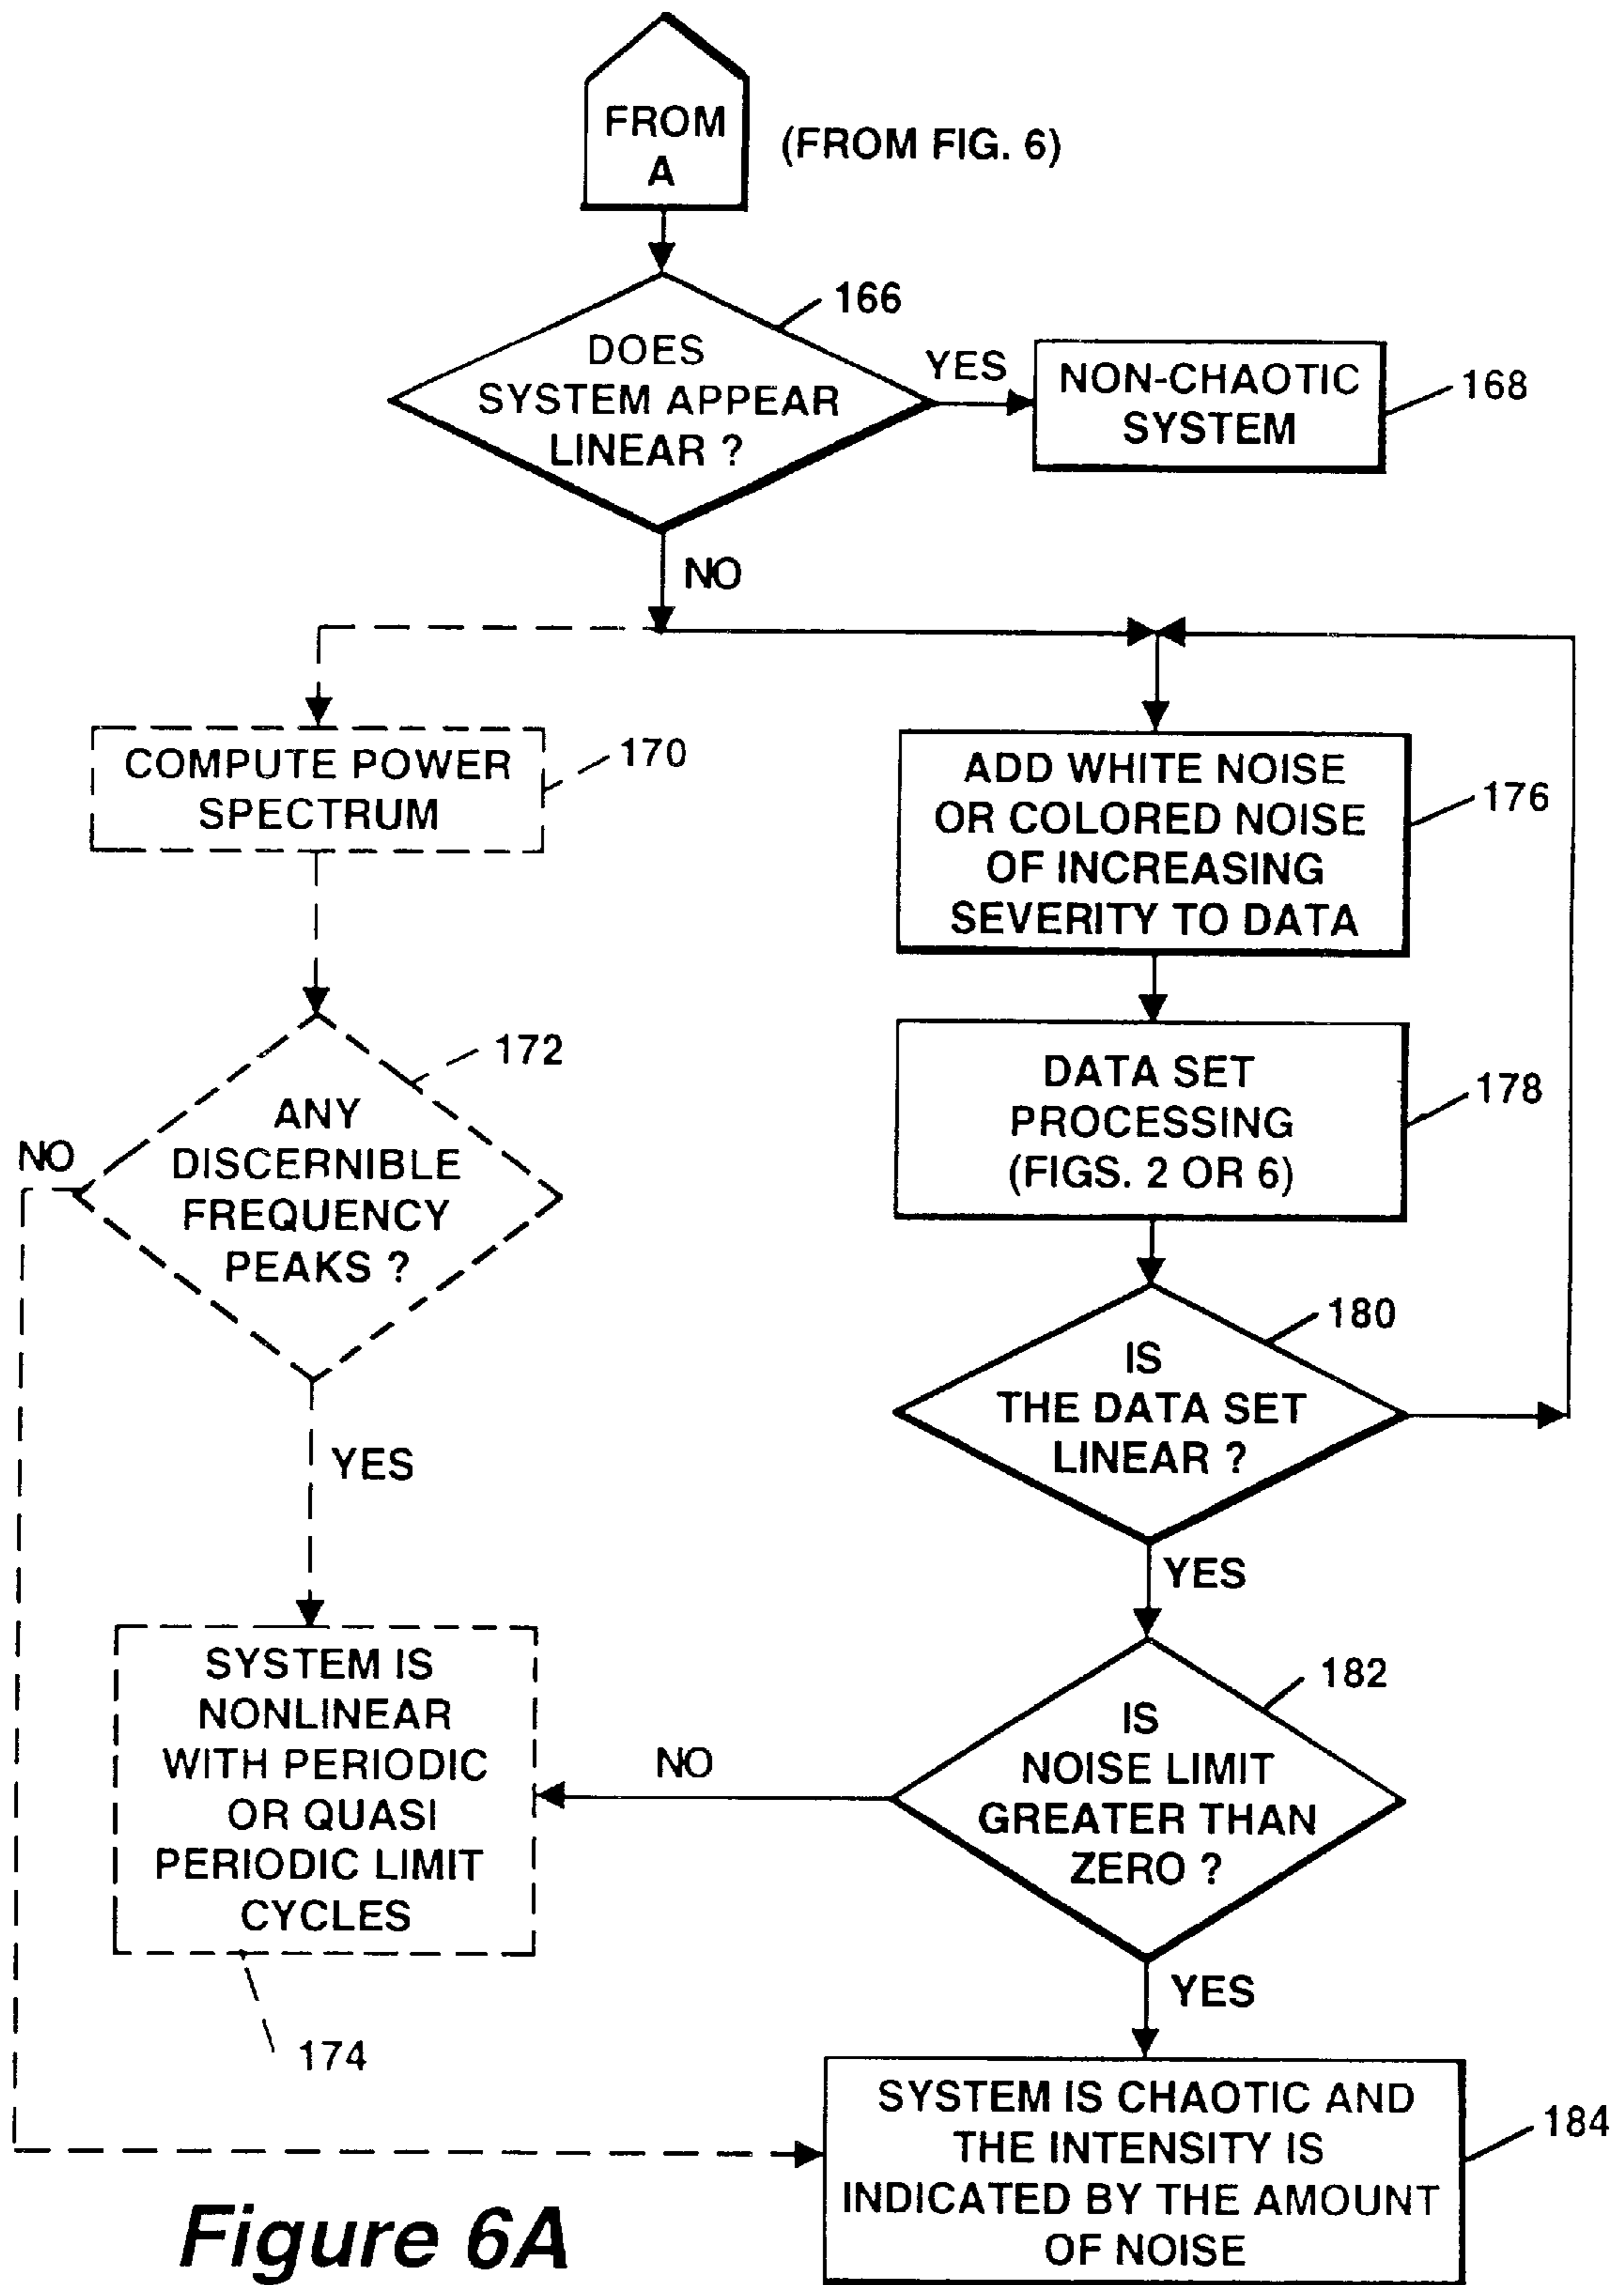 FROM
A
(FROM FIG. 6)
166
DOES
SYSTEM APPEAR
LINEAR ?
YES
NON-CHAOTIC
SYSTEM
168
NO
COMPUTE POWER
SPECTRUM
170
ADD WHITE NOISE
OR COLORED NOISE
OF INCREASING
SEVERITY TO DATA
176
172
ANY
DISCERNIBLE
FREQUENCY
PEAKS ?
NO
DATA SET
PROCESSING
(FIGS. 2 OR 6)
178
180
IS
THE DATA SET
LINEAR ?
YES
YES
SYSTEM IS
NONLINEAR
WITH PERIODIC
OR QUASI
PERIODIC LIMIT
CYCLES
174
182
IS
NOISE LIMIT
GREATER THAN
ZERO ?
NO
YES
SYSTEM IS CHAOTIC AND
THE INTENSITY IS
INDICATED BY THE AMOUNT
OF NOISE
184
Figure 6A